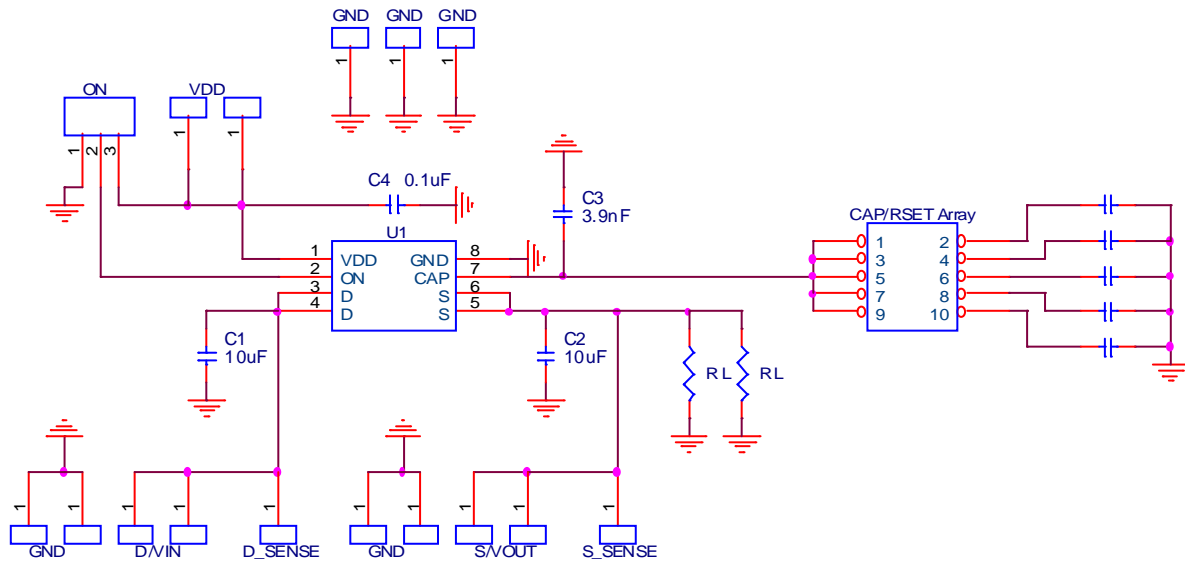 GND GND GND
1 1 1
ON
VDD
1 2 3
1 1
C4 0.1uF
C3
3.9nF
U1
1 VDD GND 8
2 ON CAP 7
3 D S 6
4 D S 5
CAP/RSET Array
1 2
3 4
5 6
7 8
9 10
C1
10uF
C2
10uF
RL RL
1 1 1 1 1 1 1 1 1 1
GND D/VIN D_SENSE GND S/VOUT S_SENSE